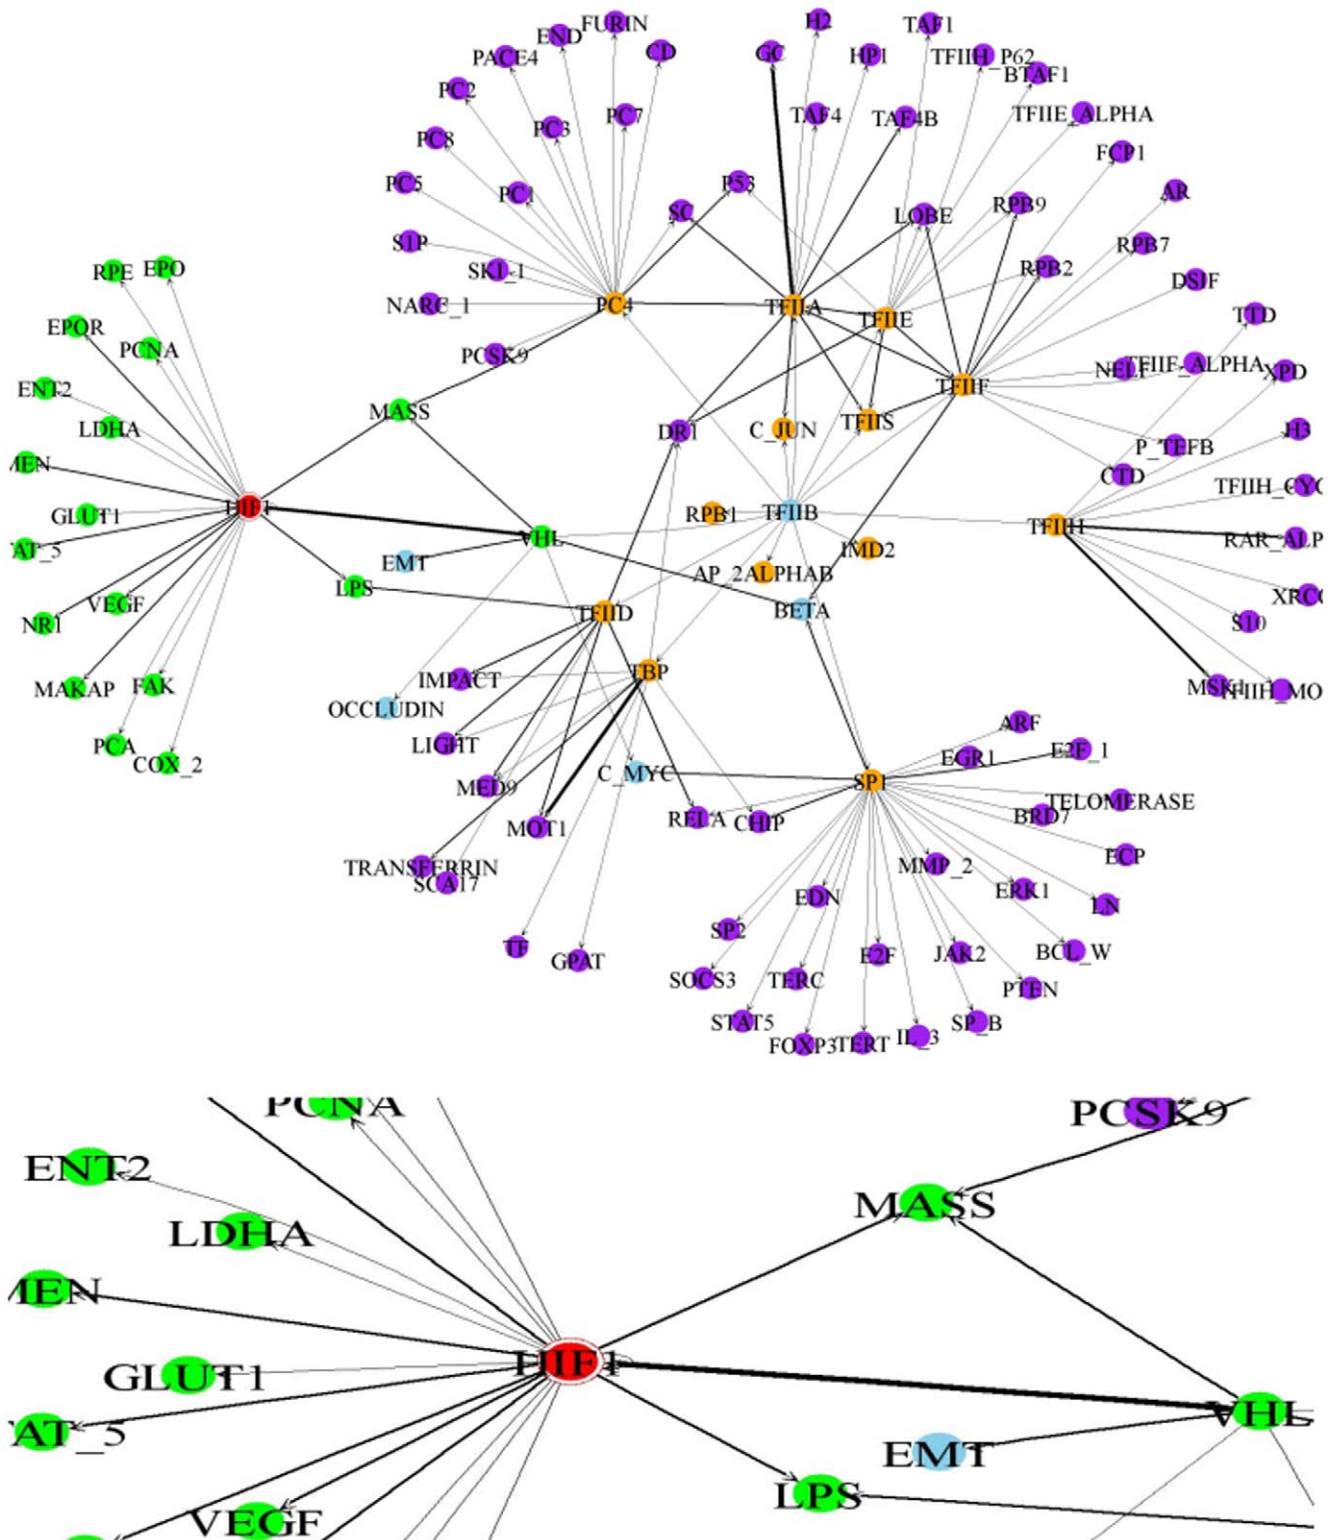 H2
FURIN
TAF1
END
CD
GC
HP1
TFIIH_P62
PACE4
BTAF1
PC2
PC7
TAF4
TAF4B
TFIIE_ALPHA
PC3
PC8
FCP1
PC5
P53
AR
PC1
SC
LOBE
RPB9
S1P
RPB7
RPE
EPO
SKI_1
RPB2
DSIF
NARC_1
PC4
TFIIA
TFIIE
TTD
EPOR
PCNA
PCSK9
TFIIF_ALPHA
NELF
XPD
ENT2
TFIIF
MASS
LDHA
DR1
C_JUN
TFIIS
H3
P_TEFB
MEN
CTD
TFIIH_CYC
HIF1
GLUT1
RPB1
TFIIB
TFIIH
VHL
RAR_ALP
AT_5
IMD2
EMT
AP_2ALPHAB
LPS
XRCC
VEGF
TFIID
BETA
NR1
S10
IMPACT
TBP
MAKAP
FAK
MSK1
TFIIH_MO
OCCLUDIN
ARF
PCA
LIGHT
EGR1
E2F_1
COX_2
C_MYC
SP1
MED9
TELOMERASE
RELA
CHIP
BRD7
MOT1
ECP
TRANSFERRIN
MMP_2
SCA17
ERK1
EDN
LN
SP2
TF
GPAT
E2F
JAK2
BCL_W
SOCS3
TERC
PTEN
STAT5
SP_B
FOXP3
TERT
IL_3
PCNA
PCSK9
ENT2
MASS
LDHA
MEN
HIF1
GLUT1
VHL
AT_5
EMT
LPS
VEGF